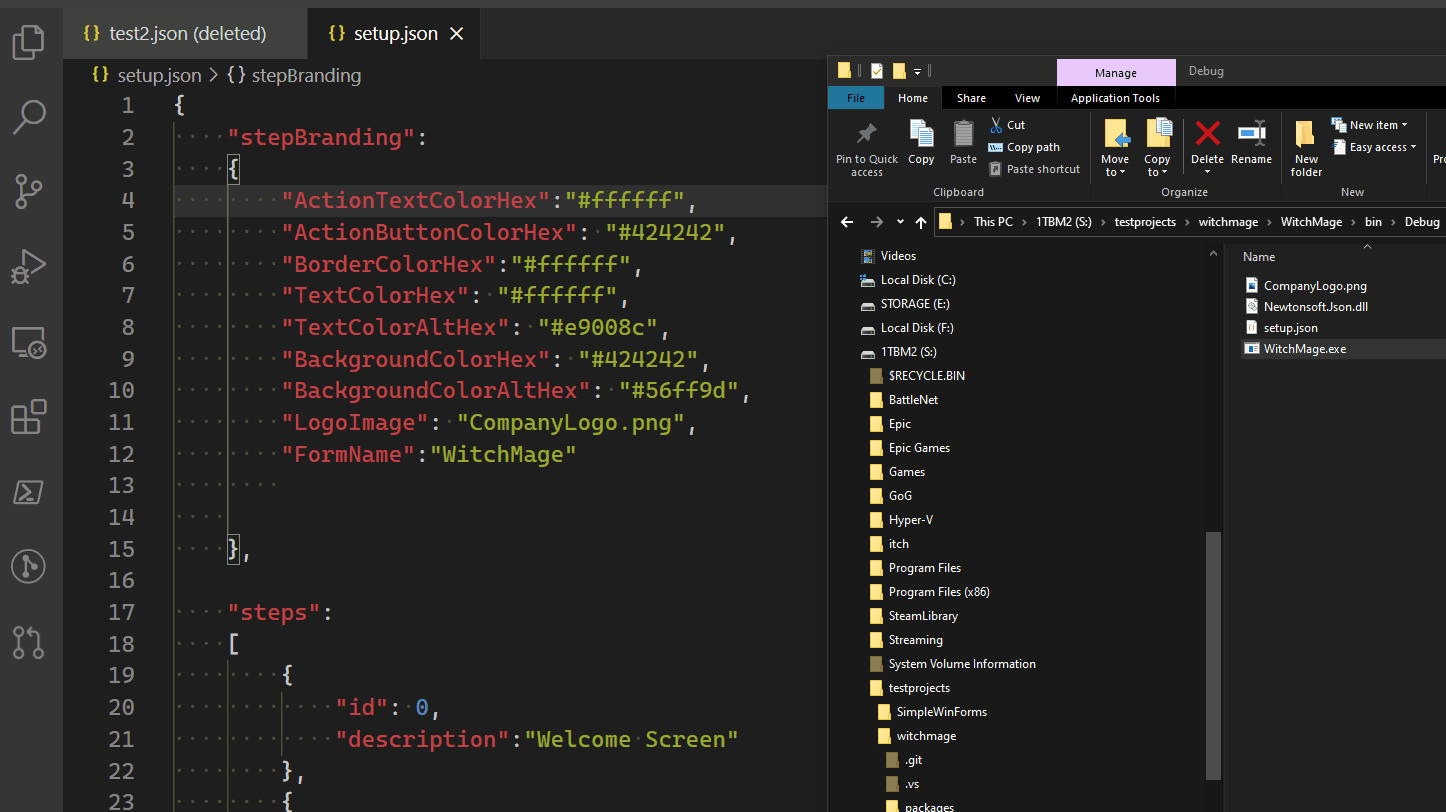 test2.json (deleted)
setup.json
setup.json > {} stepBranding
1 {
2 "stepBranding":
3 {
4 "ActionTextColorHex":"#ffffff",
5 "ActionButtonColorHex": "#424242",
6 "BorderColorHex":"#ffffff",
7 "TextColorHex": "#ffffff",
8 "TextColorAltHex": "#e9008c",
9 "BackgroundColorHex": "#424242",
10 "BackgroundColorAltHex": "#56ff9d",
11 "LogoImage": "CompanyLogo.png",
12 "FormName":"WitchMage"
13
14
15 },
16
17 "steps":
18 [
19 {
20 "id": 0,
21 "description":"Welcome Screen"
22 },
23 {
Manage
Debug
File
Home
Share
View
Application Tools
Pin to Quick access
Copy
Paste
Cut
Copy path
Paste shortcut
Clipboard
Move to
Copy to
Delete
Rename
Organize
New folder
New item
Easy access
New
This PC > 1TBM2 (S:) > testprojects > witchmage > WitchMage > bin > Debug
Videos
Local Disk (C:)
STORAGE (E:)
Local Disk (F:)
1TBM2 (S:)
$RECYCLE.BIN
BattleNet
Epic
Epic Games
Games
GoG
Hyper-V
itch
Program Files
Program Files (x86)
SteamLibrary
Streaming
System Volume Information
testprojects
SimpleWinForms
witchmage
.git
.vs
packages
Name
CompanyLogo.png
Newtonsoft.Json.dll
setup.json
WitchMage.exe